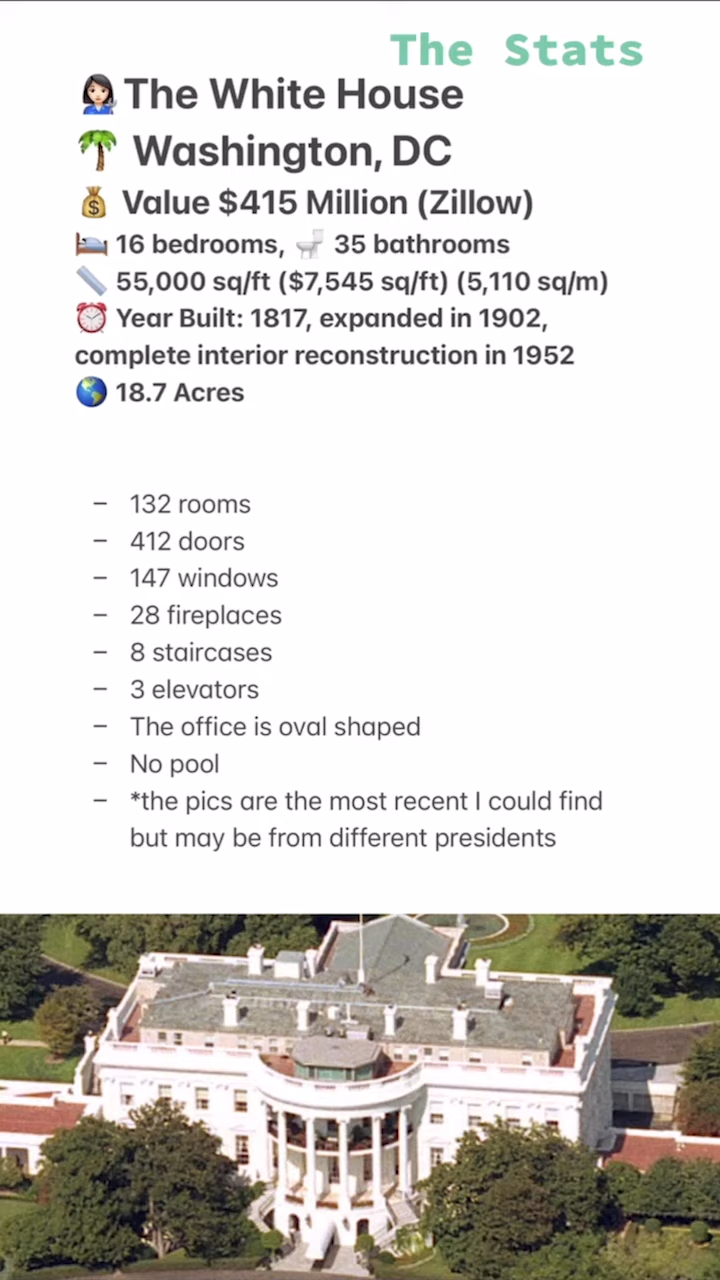 The Stats
👩🏻‍💼The White House
🌴 Washington, DC
💰 Value $415 Million (Zillow)
🛏️ 16 bedrooms, 🚽 35 bathrooms
📏 55,000 sq/ft ($7,545 sq/ft) (5,110 sq/m)
⏰ Year Built: 1817, expanded in 1902,
complete interior reconstruction in 1952
🌎 18.7 Acres
– 132 rooms
– 412 doors
– 147 windows
– 28 fireplaces
– 8 staircases
– 3 elevators
– The office is oval shaped
– No pool
– *the pics are the most recent I could find
but may be from different presidents